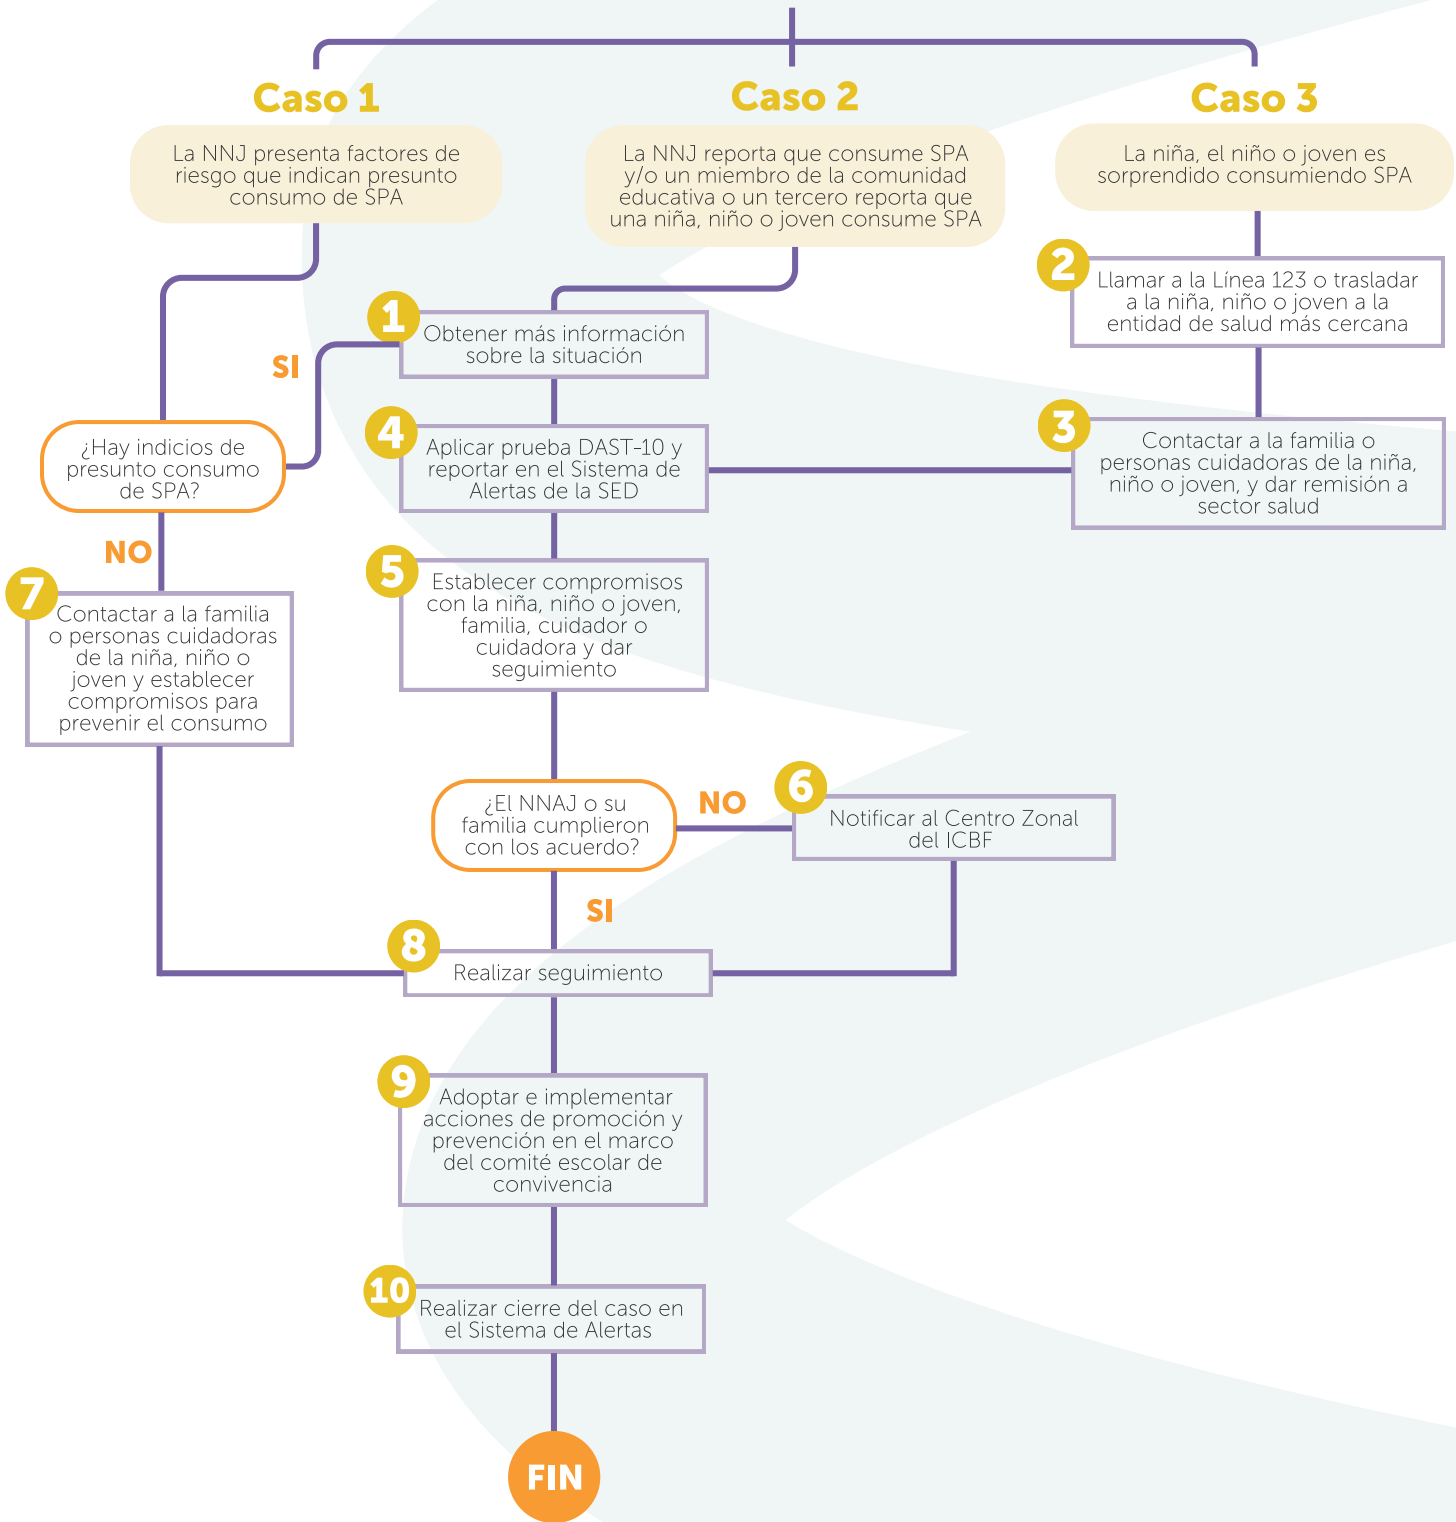 Caso 1
La NNJ presenta factores de
riesgo que indican presunto
consumo de SPA
Caso 2
La NNJ reporta que consume SPA
y/o un miembro de la comunidad
educativa o un tercero reporta que
una niña, niño o joven consume SPA
Caso 3
La niña, el niño o joven es
sorprendido consumiendo SPA
2
Llamar a la Línea 123 o trasladar
a la niña, niño o joven a la
entidad de salud más cercana
1
Obtener más información
sobre la situación
SI
¿Hay indicios de
presunto consumo
de SPA?
4
Aplicar prueba DAST-10 y
reportar en el Sistema de
Alertas de la SED
3
Contactar a la familia o
personas cuidadoras de la niña,
niño o joven, y dar remisión a
sector salud
NO
7
Contactar a la familia
o personas cuidadoras
de la niña, niño o
joven y establecer
compromisos para
prevenir el consumo
5
Establecer compromisos
con la niña, niño o joven,
familia, cuidador o
cuidadora y dar
seguimiento
¿El NNAJ o su
familia cumplieron
con los acuerdo?
NO
6
Notificar al Centro Zonal
del ICBF
SI
8
Realizar seguimiento
9
Adoptar e implementar
acciones de promoción y
prevención en el marco
del comité escolar de
convivencia
10
Realizar cierre del caso en
el Sistema de Alertas
FIN